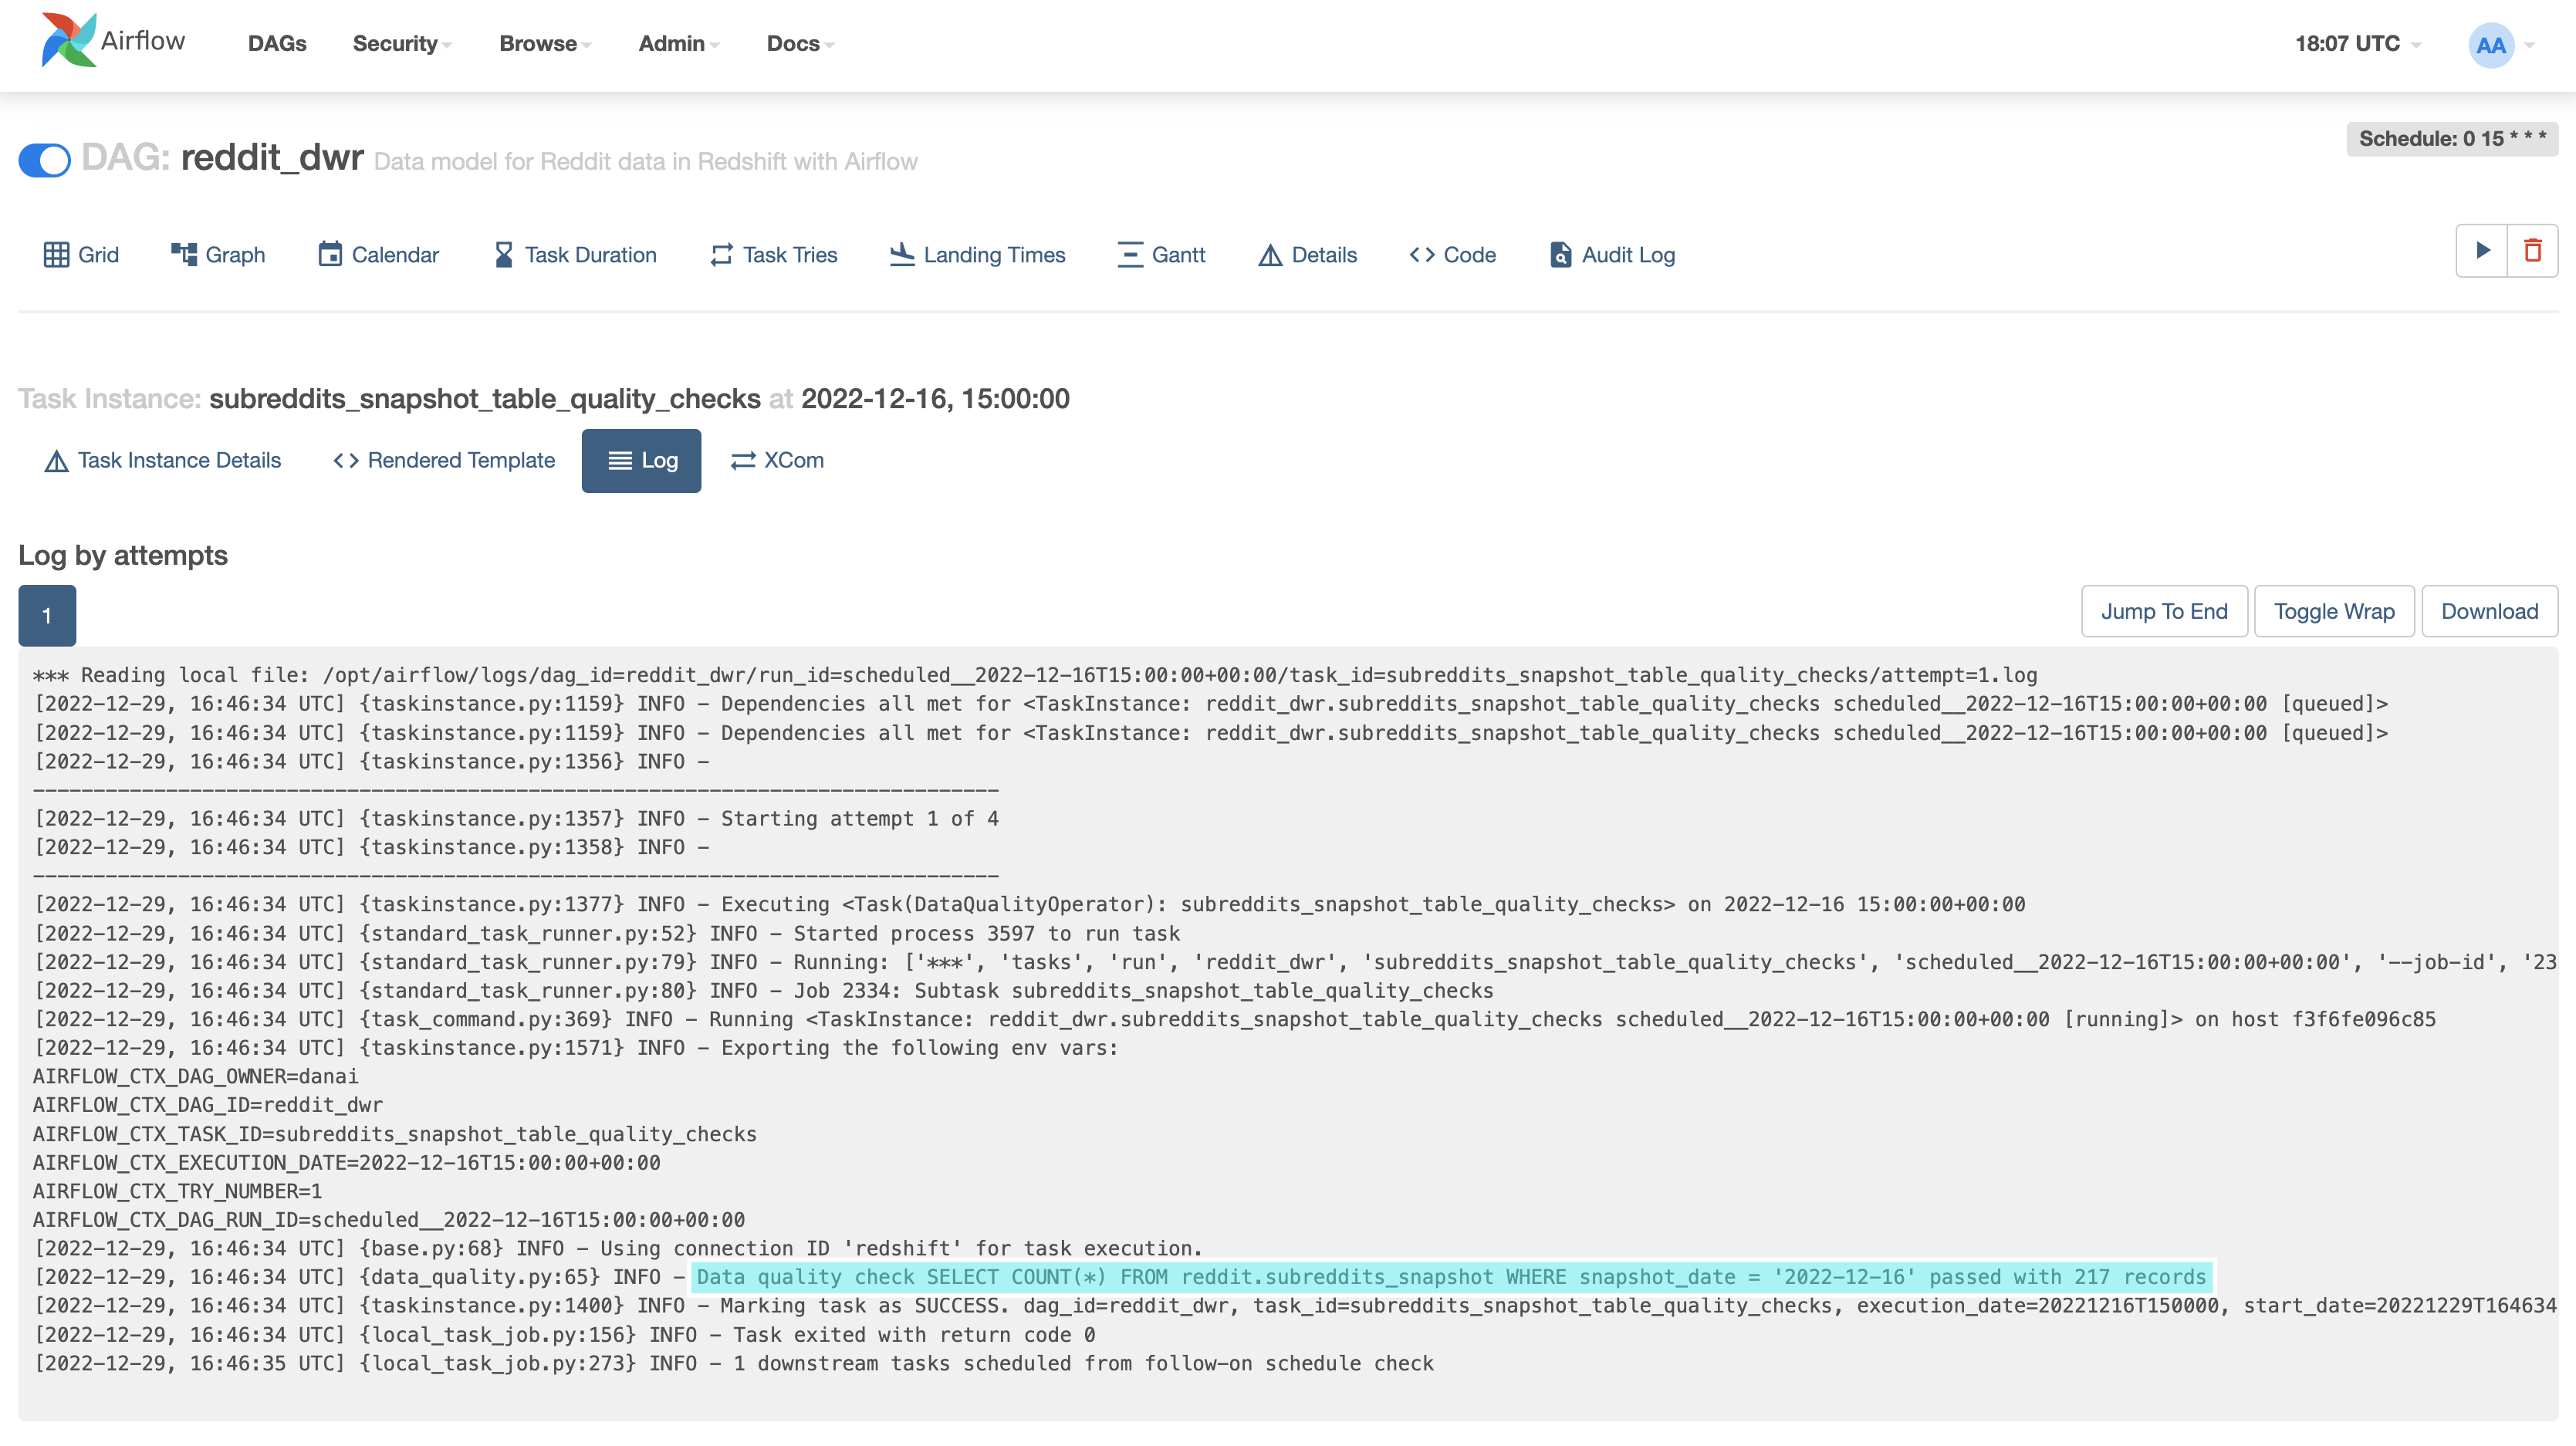 Airflow DAGs Security Browse Admin Docs 18:07 UTC AA
Schedule: 0 15 * * *
DAG: reddit_dwr Data model for Reddit data in Redshift with Airflow
Grid Graph Calendar Task Duration Task Tries Landing Times Gantt Details Code Audit Log
Task Instance: subreddits_snapshot_table_quality_checks at 2022-12-16, 15:00:00
Task Instance Details Rendered Template Log XCom
Log by attempts
1 Jump To End Toggle Wrap Download
*** Reading local file: /opt/airflow/logs/dag_id=reddit_dwr/run_id=scheduled__2022-12-16T15:00:00+00:00/task_id=subreddits_snapshot_table_quality_checks/attempt=1.log
[2022-12-29, 16:46:34 UTC] {taskinstance.py:1159} INFO - Dependencies all met for <TaskInstance: reddit_dwr.subreddits_snapshot_table_quality_checks scheduled__2022-12-16T15:00:00+00:00 [queued]>
[2022-12-29, 16:46:34 UTC] {taskinstance.py:1159} INFO - Dependencies all met for <TaskInstance: reddit_dwr.subreddits_snapshot_table_quality_checks scheduled__2022-12-16T15:00:00+00:00 [queued]>
[2022-12-29, 16:46:34 UTC] {taskinstance.py:1356} INFO -
--------------------------------------------------------------------------------
[2022-12-29, 16:46:34 UTC] {taskinstance.py:1357} INFO - Starting attempt 1 of 4
[2022-12-29, 16:46:34 UTC] {taskinstance.py:1358} INFO -
--------------------------------------------------------------------------------
[2022-12-29, 16:46:34 UTC] {taskinstance.py:1377} INFO - Executing <Task(DataQualityOperator): subreddits_snapshot_table_quality_checks> on 2022-12-16 15:00:00+00:00
[2022-12-29, 16:46:34 UTC] {standard_task_runner.py:52} INFO - Started process 3597 to run task
[2022-12-29, 16:46:34 UTC] {standard_task_runner.py:79} INFO - Running: ['***', 'tasks', 'run', 'reddit_dwr', 'subreddits_snapshot_table_quality_checks', 'scheduled__2022-12-16T15:00:00+00:00', '--job-id', '23
[2022-12-29, 16:46:34 UTC] {standard_task_runner.py:80} INFO - Job 2334: Subtask subreddits_snapshot_table_quality_checks
[2022-12-29, 16:46:34 UTC] {task_command.py:369} INFO - Running <TaskInstance: reddit_dwr.subreddits_snapshot_table_quality_checks scheduled__2022-12-16T15:00:00+00:00 [running]> on host f3f6fe096c85
[2022-12-29, 16:46:34 UTC] {taskinstance.py:1571} INFO - Exporting the following env vars:
AIRFLOW_CTX_DAG_OWNER=danai
AIRFLOW_CTX_DAG_ID=reddit_dwr
AIRFLOW_CTX_TASK_ID=subreddits_snapshot_table_quality_checks
AIRFLOW_CTX_EXECUTION_DATE=2022-12-16T15:00:00+00:00
AIRFLOW_CTX_TRY_NUMBER=1
AIRFLOW_CTX_DAG_RUN_ID=scheduled__2022-12-16T15:00:00+00:00
[2022-12-29, 16:46:34 UTC] {base.py:68} INFO - Using connection ID 'redshift' for task execution.
[2022-12-29, 16:46:34 UTC] {data_quality.py:65} INFO - Data quality check SELECT COUNT(*) FROM reddit.subreddits_snapshot WHERE snapshot_date = '2022-12-16' passed with 217 records
[2022-12-29, 16:46:34 UTC] {taskinstance.py:1400} INFO - Marking task as SUCCESS. dag_id=reddit_dwr, task_id=subreddits_snapshot_table_quality_checks, execution_date=20221216T150000, start_date=20221229T164634
[2022-12-29, 16:46:34 UTC] {local_task_job.py:156} INFO - Task exited with return code 0
[2022-12-29, 16:46:35 UTC] {local_task_job.py:273} INFO - 1 downstream tasks scheduled from follow-on schedule check